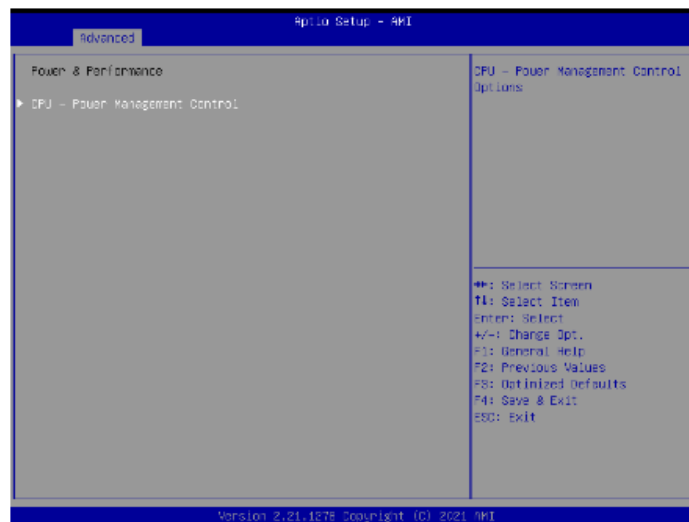 Aptio Setup - AMI
Advanced
Power & Performance
CPU - Power Management Control
CPU - Power Management Control
Options
: Select Screen
↑↓: Select Item
Enter: Select
+/-: Change Opt.
F1: General Help
F2: Previous Values
F3: Optimized Defaults
F4: Save & Exit
ESC: Exit
Version 2.21.1278 Copyright (C) 2021 AMI